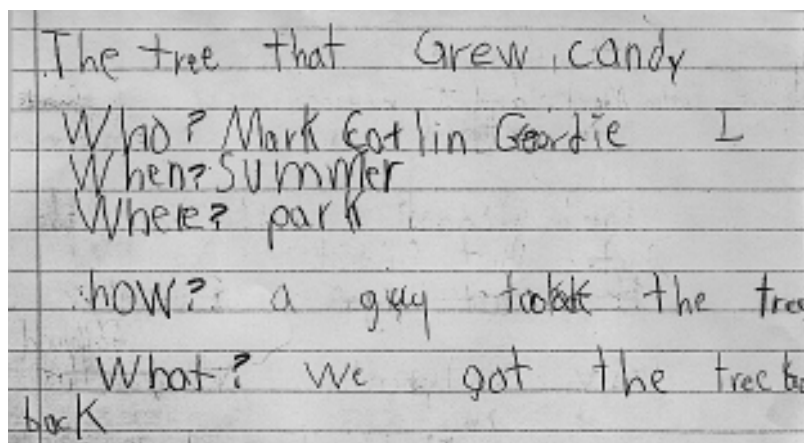 The tree that Grew candy
Who? Mark Eatlin Geordie I
When? Summer
Where? park
how? a guy took the tree
What? We got the tree
back